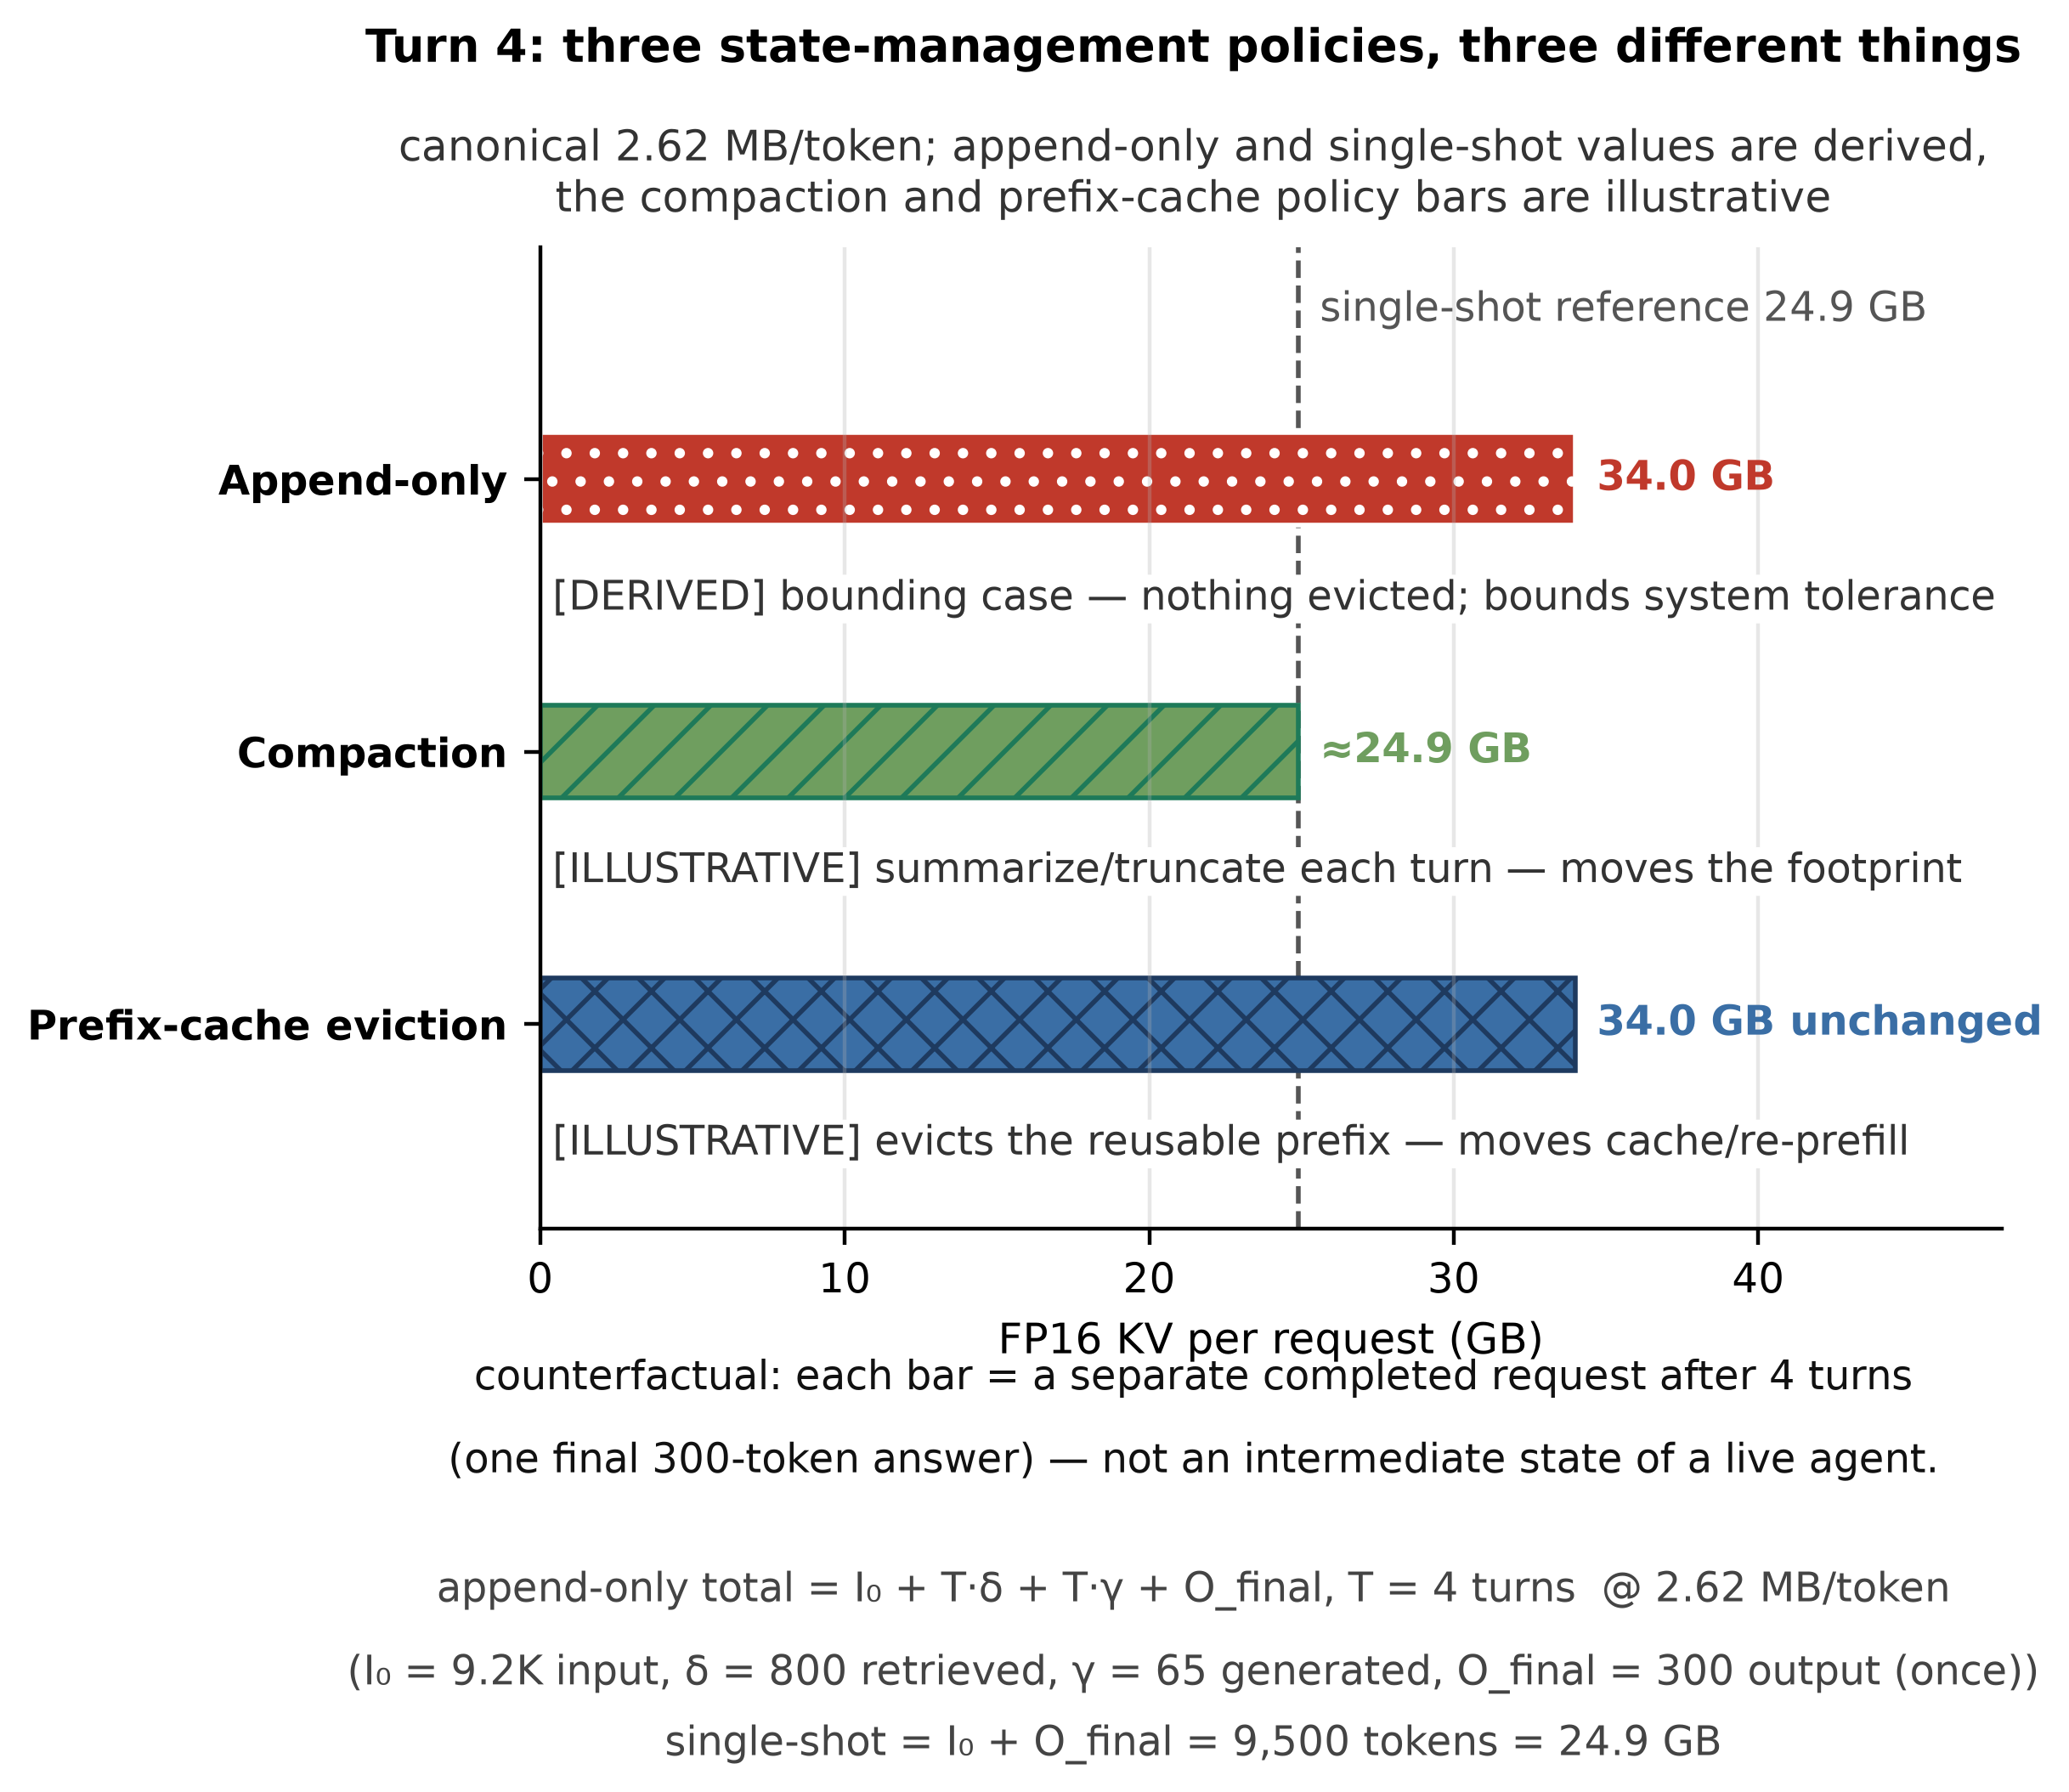 Turn 4: three state-management policies, three different things
canonical 2.62 MB/token; append-only and single-shot values are derived,
the compaction and prefix-cache policy bars are illustrative
single-shot reference 24.9 GB
Append-only
34.0 GB
[DERIVED] bounding case — nothing evicted; bounds system tolerance
Compaction
≈24.9 GB
[ILLUSTRATIVE] summarize/truncate each turn — moves the footprint
Prefix-cache eviction
34.0 GB unchanged
[ILLUSTRATIVE] evicts the reusable prefix — moves cache/re-prefill
0 10 20 30 40
FP16 KV per request (GB)
counterfactual: each bar = a separate completed request after 4 turns
(one final 300-token answer) — not an intermediate state of a live agent.
append-only total = I₀ + T·δ + T·γ + O_final, T = 4 turns @ 2.62 MB/token
(I₀ = 9.2K input, δ = 800 retrieved, γ = 65 generated, O_final = 300 output (once))
single-shot = I₀ + O_final = 9,500 tokens = 24.9 GB